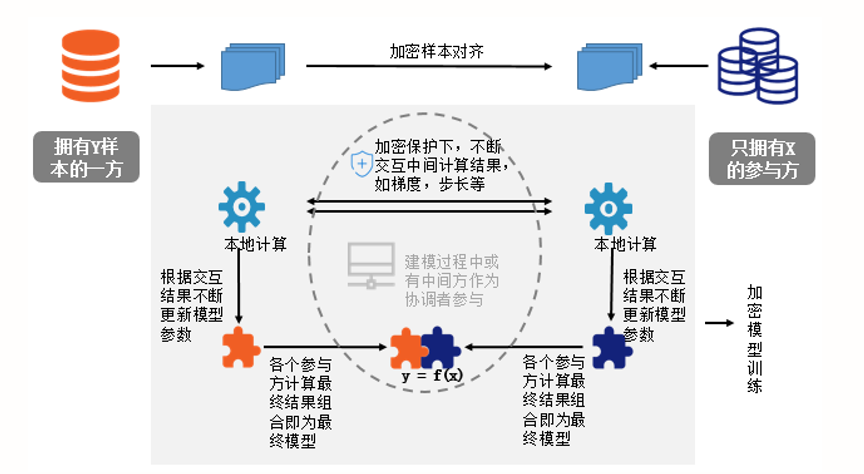 加密样本对齐
拥有Y样
本的一方
只拥有X
的参与方
加密保护下，不断
交互中间计算结果，
如梯度，步长等
本地计算
本地计算
建模过程中或
有中间方作为
协调者参与
根据交互
结果不断
更新模型
参数
根据交互
结果不断
更新模型
参数
加
密
模
型
训
练
y = f(x)
各个参与
方计算最
终结果组
合即为最
终模型
各个参与
方计算最
终结果组
合即为最
终模型